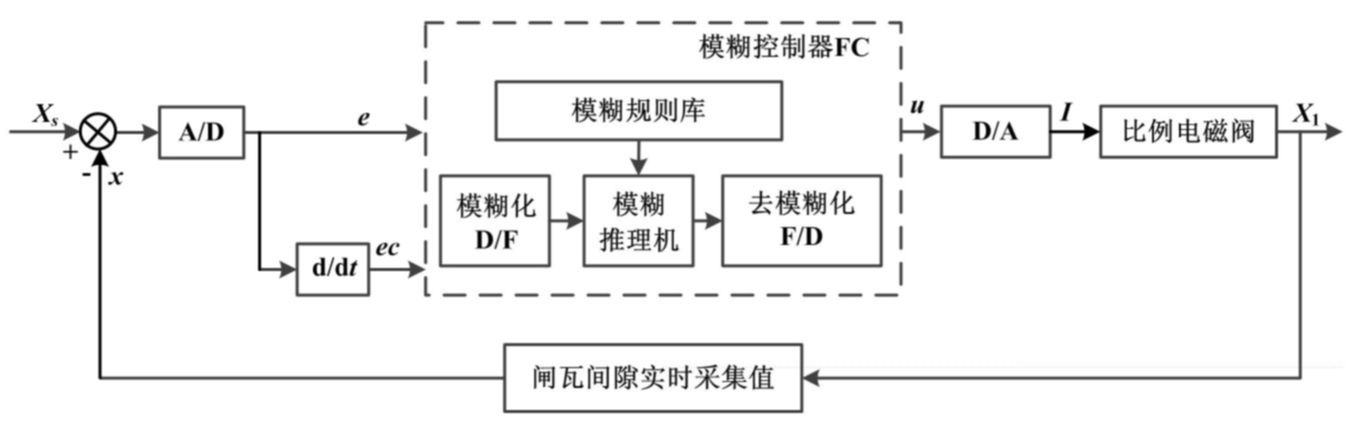 模糊控制器FC
模糊规则库
Xs
+
-
x
A/D
e
u
D/A
I
比例电磁阀
X1
模糊化
D/F
模糊
推理机
去模糊化
F/D
d/dt
ec
闸瓦间隙实时采集值